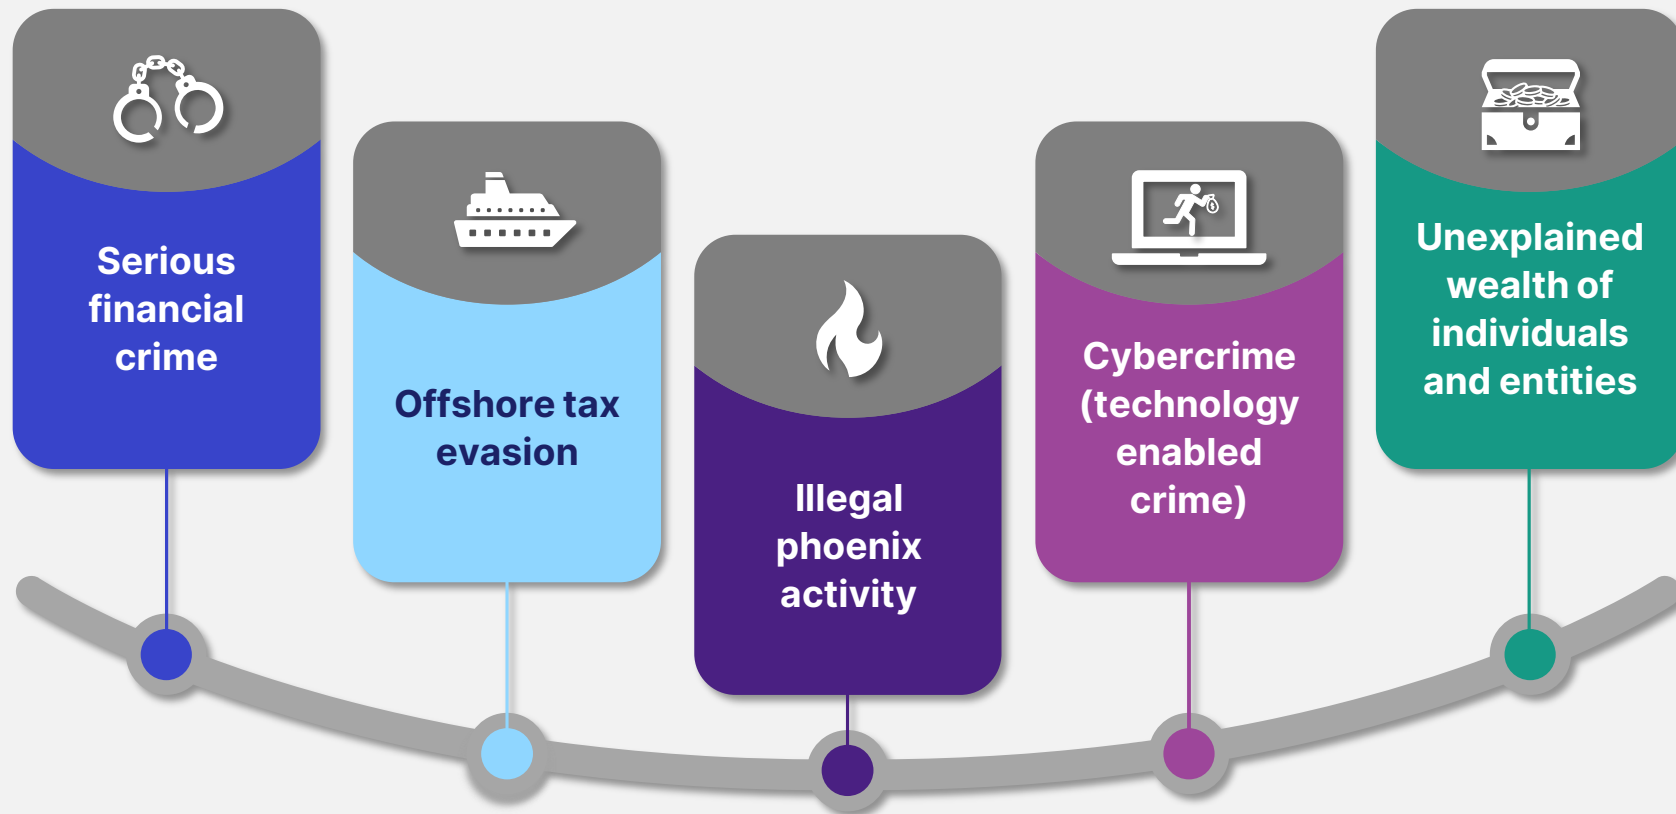 Serious
financial
crime
Offshore tax
evasion
Illegal
phoenix
activity
Cybercrime
(technology
enabled
crime)
Unexplained
wealth of
individuals
and entities